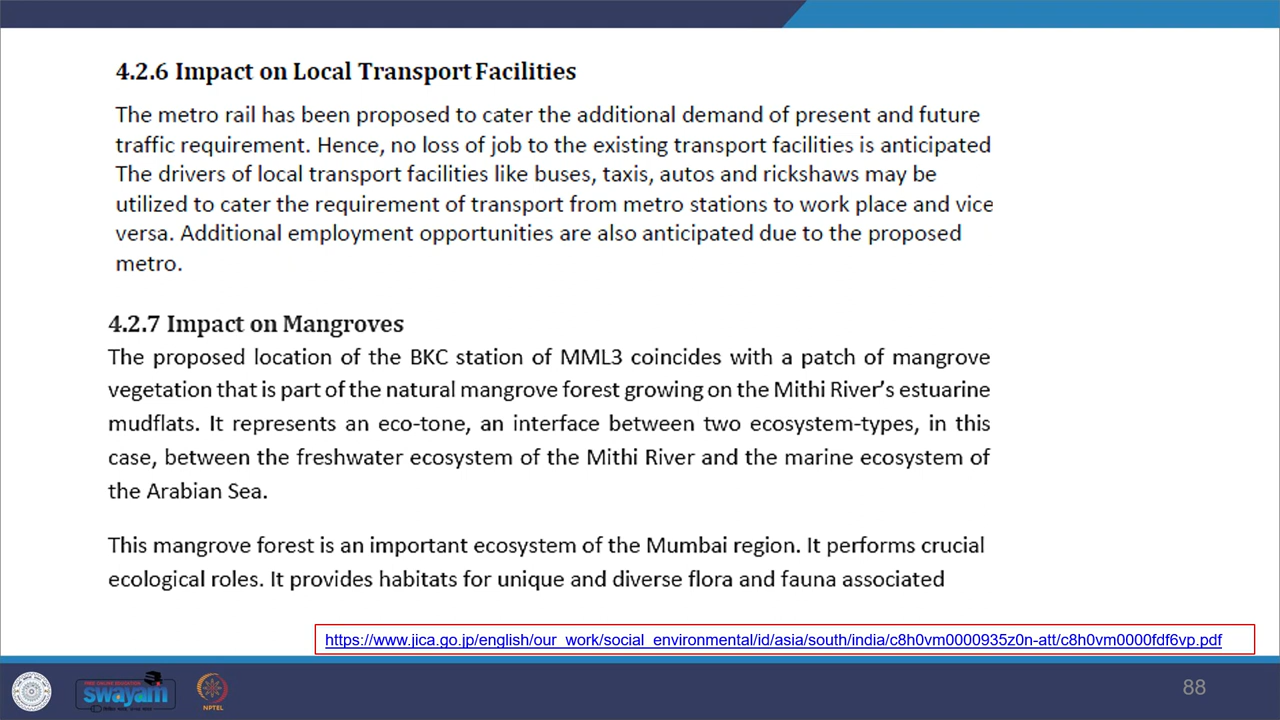 4.2.6 Impact on Local Transport Facilities
The metro rail has been proposed to cater the additional demand of present and future
traffic requirement. Hence, no loss of job to the existing transport facilities is anticipated
The drivers of local transport facilities like buses, taxis, autos and rickshaws may be
utilized to cater the requirement of transport from metro stations to work place and vice
versa. Additional employment opportunities are also anticipated due to the proposed
metro.
4.2.7 Impact on Mangroves
The proposed location of the BKC station of MML3 coincides with a patch of mangrove
vegetation that is part of the natural mangrove forest growing on the Mithi River's estuarine
mudflats. It represents an eco-tone, an interface between two ecosystem-types, in this
case, between the freshwater ecosystem of the Mithi River and the marine ecosystem of
the Arabian Sea.
This mangrove forest is an important ecosystem of the Mumbai region. It performs crucial
ecological roles. It provides habitats for unique and diverse flora and fauna associated
https://www.jica.go.jp/english/our_work/social_environmental/id/asia/south/india/c8h0vm0000935z0n-att/c8h0vm0000fdf6vp.pdf
swayam
NPTEL
88